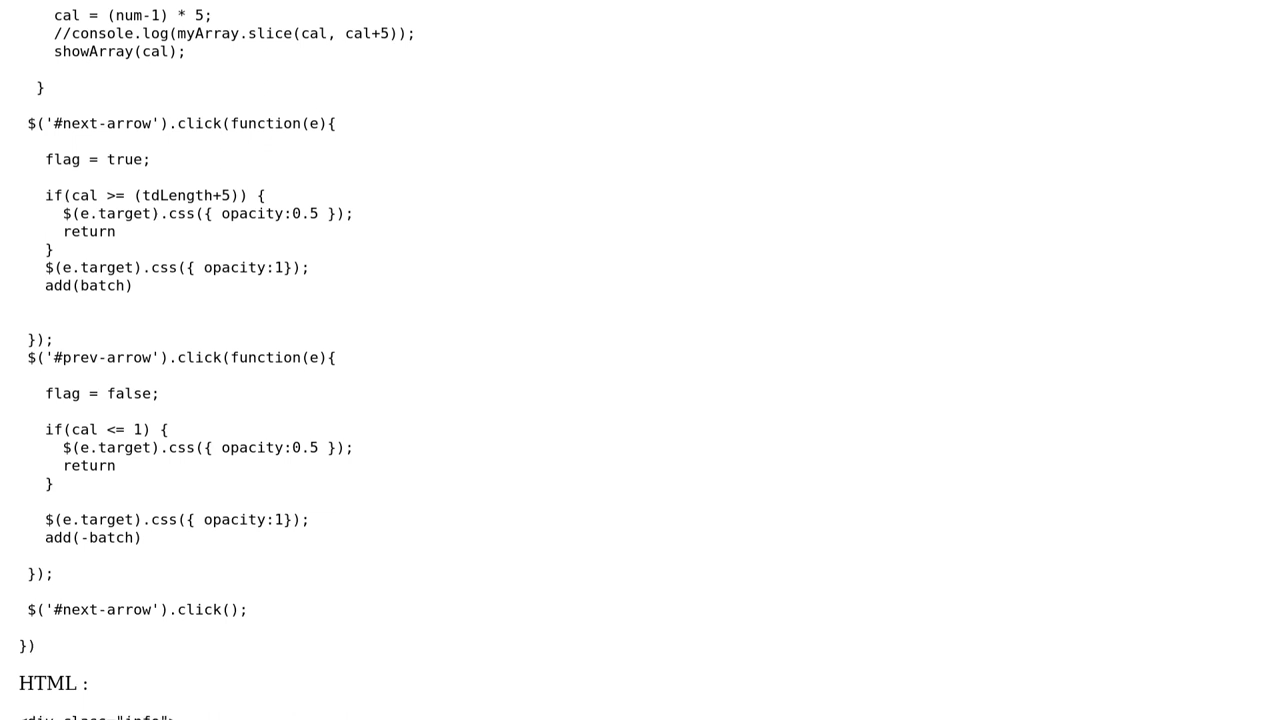 cal = (num-1) * 5;
//console.log(myArray.slice(cal, cal+5));
showArray(cal);
}
$('#next-arrow').click(function(e){
flag = true;
if(cal >= (tdLength+5)) {
$(e.target).css({ opacity:0.5 });
return
}
$(e.target).css({ opacity:1});
add(batch)
});
$('#prev-arrow').click(function(e){
flag = false;
if(cal <= 1) {
$(e.target).css({ opacity:0.5 });
return
}
$(e.target).css({ opacity:1});
add(-batch)
});
$('#next-arrow').click();
})
HTML :
<div class="info">